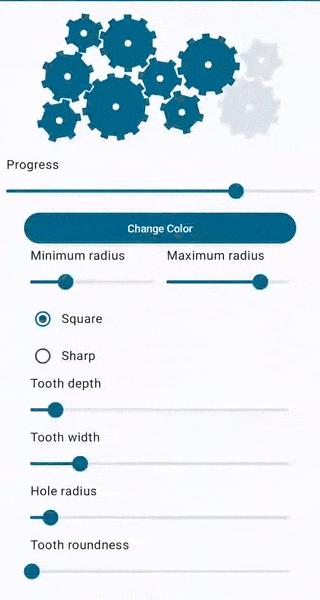 Progress
Change Color
Minimum radius Maximum radius
Square
Sharp
Tooth depth
Tooth width
Hole radius
Tooth roundness